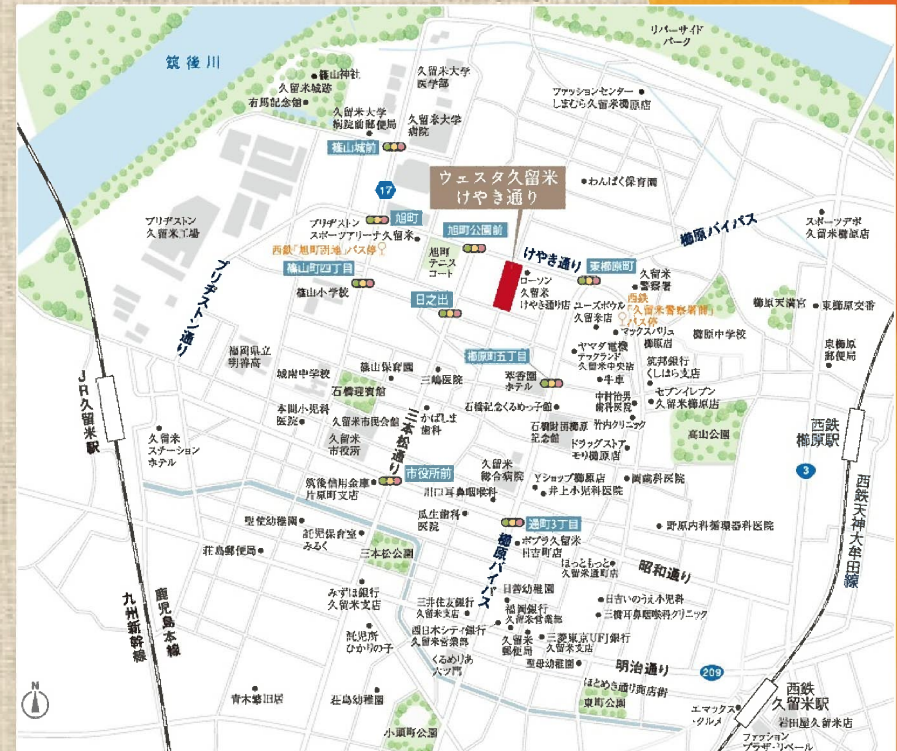 リバーサイド
パーク
筑後川
篠山神社
久留米城跡
有馬記念館
久留米大学
医学部
久留米大学
病院前郵便局
久留米大学
病院
ファッションセンター
しまむら久留米櫛原店
篠山城前
ウェスタ久留米
けやき通り
わんぱく保育園
17
ブリヂストン
久留米工場
ブリヂストン
スポーツアリーナ久留米
旭町
旭町公園前
西鉄「旭町団地」バス停
旭町
テニス
コート
けやき通り
櫛原バイパス
スポーツデポ
久留米櫛原店
東櫛原町
久留米
警察署
篠山町四丁目
篠山小学校
日之出
ローソン
久留米
けやき通り店
ユーズボウル
久留米店
西鉄
「久留米警察署前」
バス停
マックスバリュ
櫛原店
櫛原天満宮
東櫛原交番
櫛原中学校
東櫛原
郵便局
ブリヂストン通り
福岡県立
明善高
城南中学校
篠山保育園
石橋迎賓館
三嶋医院
櫛原町五丁目
萃香園
ホテル
ヤマダ電機
テックランド
久留米中央店
牛車
筑邦銀行
くしはら支店
中村治男
歯科医院
セブンイレブン
久留米櫛原店
竹内クリニック
JR久留米駅
久留米
ステーション
ホテル
本間小児科
医院
久留米市民会館
久留米
市役所
かばしま
歯科
三本松通り
石橋記念くるめっ子館
石橋財団櫛原
記念館
ドラッグストア
モリ櫛原店
高山公園
西鉄
櫛原駅
3
西鉄天神大牟田線
市役所前
筑後信用金庫
片原町支店
川口耳鼻咽喉科
久留米
総合病院
Yショップ櫛原店
井上小児科医院
岡歯科医院
瓜生歯科
医院
通町3丁目
野原内科循環器科医院
聖使幼稚園
荘島郵便局
託児保育室
みるく
三本松公園
ポプラ久留米
日吉町店
櫛原バイパス
ほっともっと
久留米通町店
昭和通り
みずほ銀行
久留米支店
日善幼稚園
三井住友銀行
久留米支店
福岡銀行
久留米営業部
日吉いのうえ小児科
三橋耳鼻咽喉科クリニック
西日本シティ銀行
久留米営業部
久留米
郵便局
三菱東京UFJ銀行
久留米支店
託児所
ひかりの子
くるめりあ
六ツ門
聖母幼稚園
明治通り
209
ほとめき通り商店街
九州新幹線
鹿児島本線
青木繁旧居
荘島幼稚園
東町公園
西鉄
久留米駅
エマックス
・クルメ
岩田屋久留米店
小頭町公園
ファッション
プラザ・リベール
N